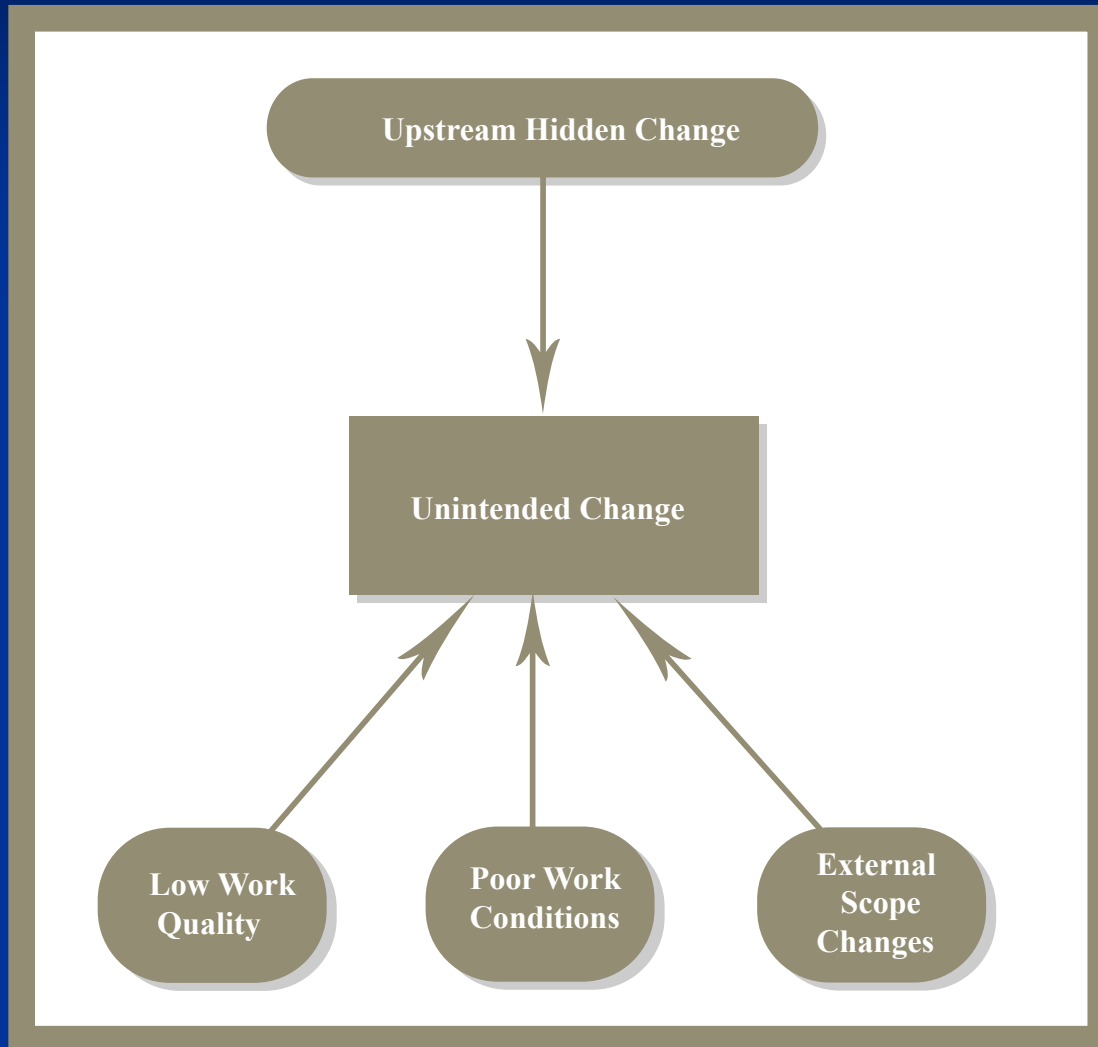 Upstream Hidden Change
Unintended Change
Low Work
Quality
Poor Work
Conditions
External
Scope
Changes